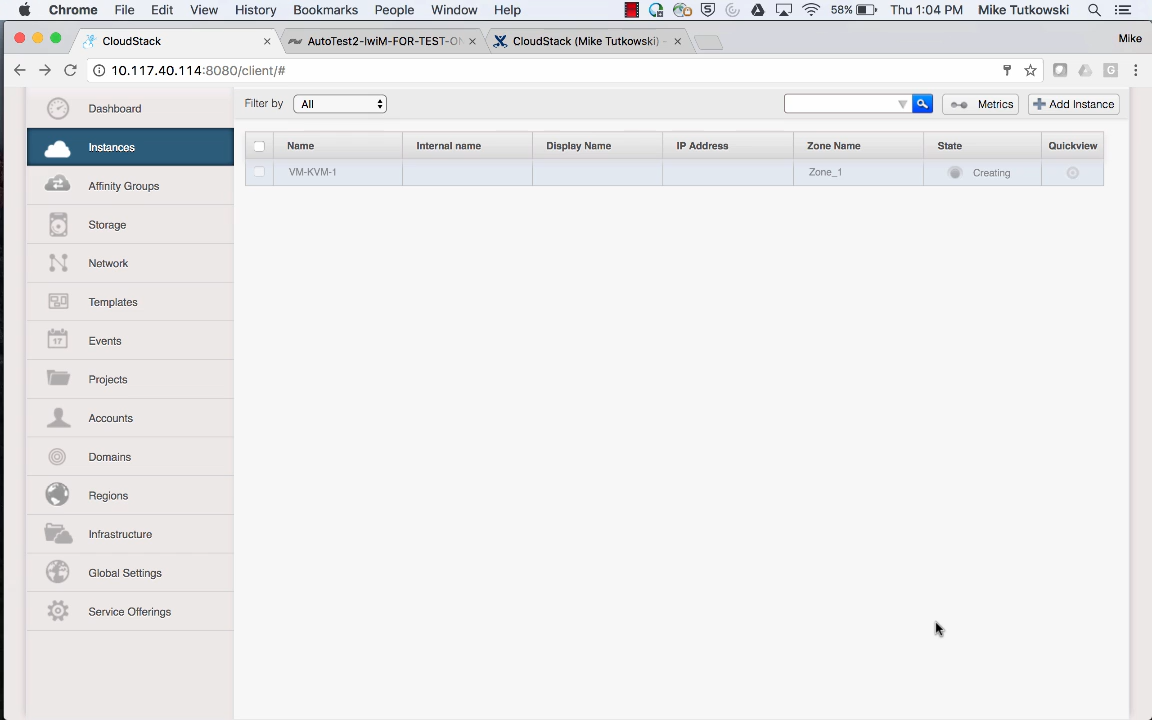 Chrome File Edit View History Bookmarks People Window Help 58% Thu 1:04 PM Mike Tutkowski
CloudStack AutoTest2-IwiM-FOR-TEST-ON CloudStack (Mike Tutkowski) - Mike
10.117.40.114:8080/client/#
Dashboard
Instances
Affinity Groups
Storage
Network
Templates
17
Events
Projects
Accounts
Domains
Regions
Infrastructure
Global Settings
Service Offerings
Filter by All Metrics Add Instance
Name Internal name Display Name IP Address Zone Name State Quickview
VM-KVM-1 Zone_1 Creating